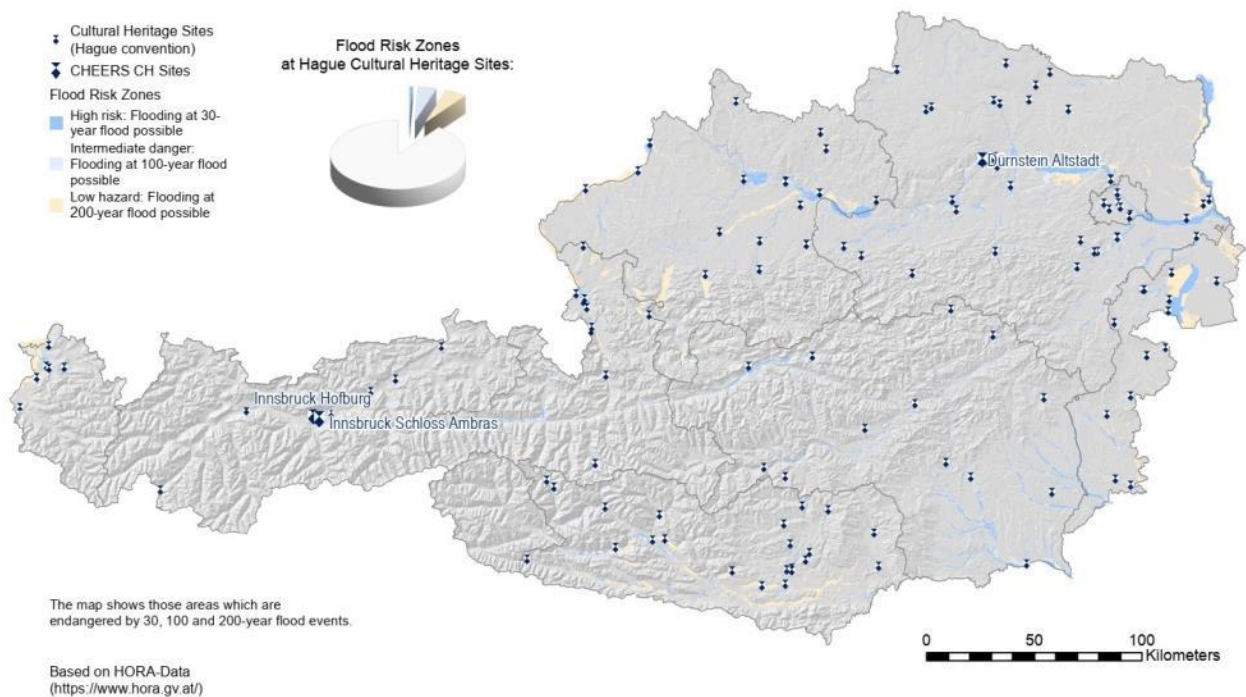 Cultural Heritage Sites
(Hague convention)
CHEERS CH Sites
Flood Risk Zones
High risk: Flooding at 30-
year flood possible
Intermediate danger:
Flooding at 100-year flood
possible
Low hazard: Flooding at
200-year flood possible
Flood Risk Zones
at Hague Cultural Heritage Sites:
Dürnstein Altstadt
Innsbruck Hofburg
Innsbruck Schloss Ambras
The map shows those areas which are
endangered by 30, 100 and 200-year flood events.
Based on HORA-Data
(https://www.hora.gv.at/)
0 50 100
Kilometers